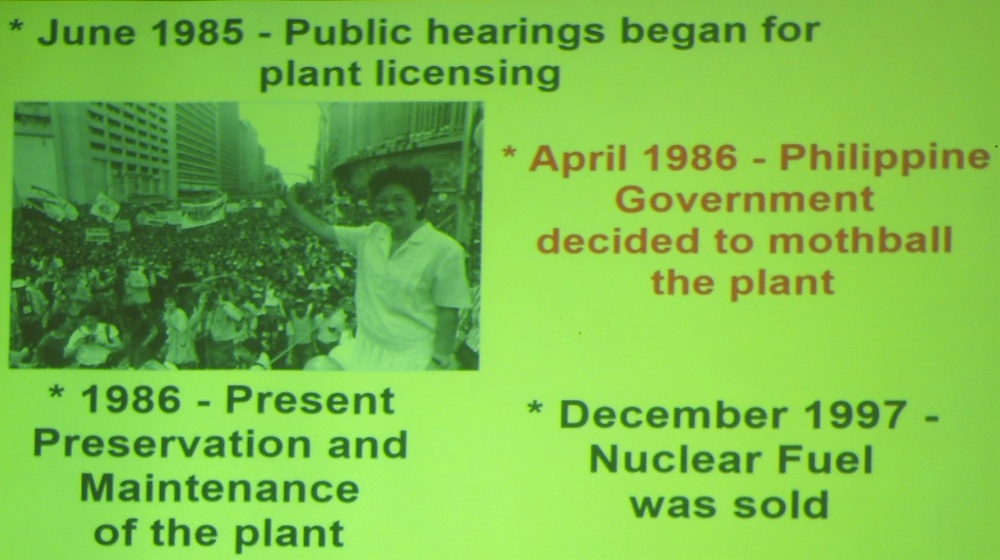 * June 1985 - Public hearings began for
plant licensing
* April 1986 - Philippine
Government
decided to mothball
the plant
* 1986 - Present
Preservation and
Maintenance
of the plant
* December 1997 -
Nuclear Fuel
was sold